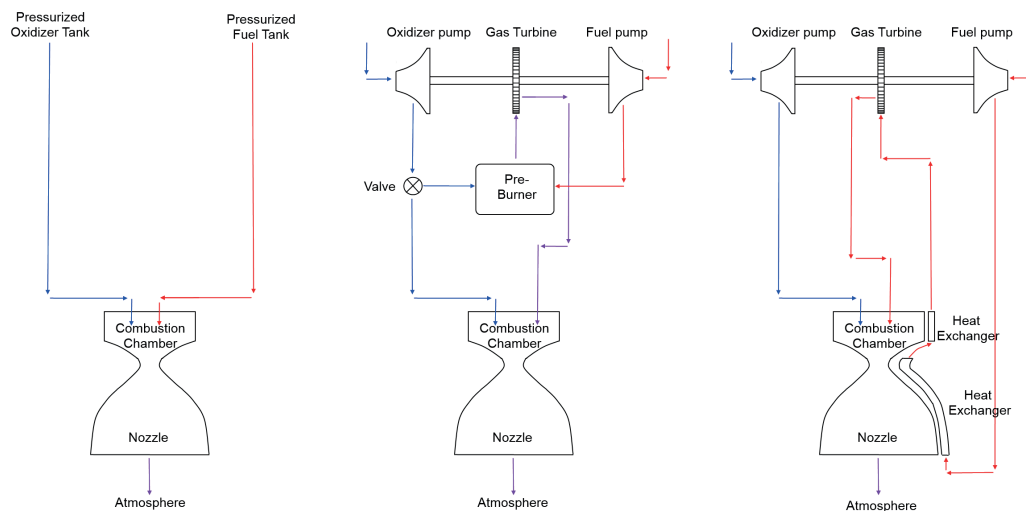 Pressurized
Oxidizer Tank
Pressurized
Fuel Tank
Combustion
Chamber
Nozzle
Atmosphere
Oxidizer pump
Gas Turbine
Fuel pump
Valve
Pre-
Burner
Combustion
Chamber
Nozzle
Atmosphere
Oxidizer pump
Gas Turbine
Fuel pump
Combustion
Chamber
Heat
Exchanger
Heat
Exchanger
Nozzle
Atmosphere